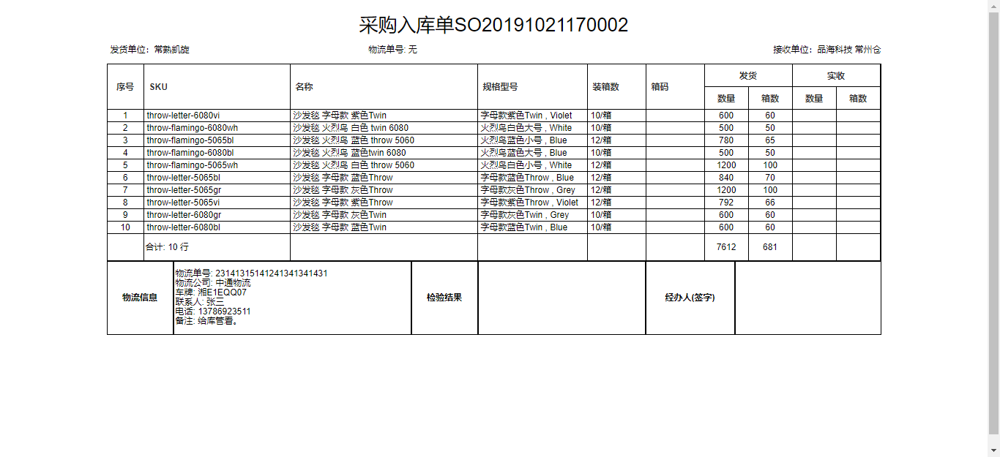 采购入库单SO20191021170002
发货单位：常熟凯旋 物流单号: 无 接收单位：品海科技 常州仓
序号 SKU 名称 规格型号 装箱数 箱码 发货 实收
数量 箱数 数量 箱数
1 throw-letter-6080vi 沙发毯 字母款 紫色Twin 字母款紫色Twin , Violet 10/箱 600 60
2 throw-flamingo-6080wh 沙发毯 火烈鸟 白色 twin 6080 火烈鸟白色大号 , White 10/箱 500 50
3 throw-flamingo-5065bl 沙发毯 火烈鸟 蓝色 throw 5060 火烈鸟蓝色小号 , Blue 12/箱 780 65
4 throw-flamingo-6080bl 沙发毯 火烈鸟 蓝色twin 6080 火烈鸟蓝色大号 , Blue 10/箱 500 50
5 throw-flamingo-5065wh 沙发毯 火烈鸟 白色 throw 5060 火烈鸟白色小号 , White 12/箱 1200 100
6 throw-letter-5065bl 沙发毯 字母款 蓝色Throw 字母款蓝色Throw , Blue 12/箱 840 70
7 throw-letter-5065gr 沙发毯 字母款 灰色Throw 字母款灰色Throw , Grey 12/箱 1200 100
8 throw-letter-5065vi 沙发毯 字母款 紫色Throw 字母款紫色Throw , Violet 12/箱 792 66
9 throw-letter-6080gr 沙发毯 字母款 灰色Twin 字母款灰色Twin , Grey 10/箱 600 60
10 throw-letter-6080bl 沙发毯 字母款 蓝色Twin 字母款蓝色Twin , Blue 10/箱 600 60
合计: 10 行 7612 681
物流信息
物流单号: 23141315141241341341431
物流公司: 中通物流
车牌: 湘E1EQQ07
联系人: 张三
电话: 13786923511
备注: 给库管看。
检验结果
经办人(签字)